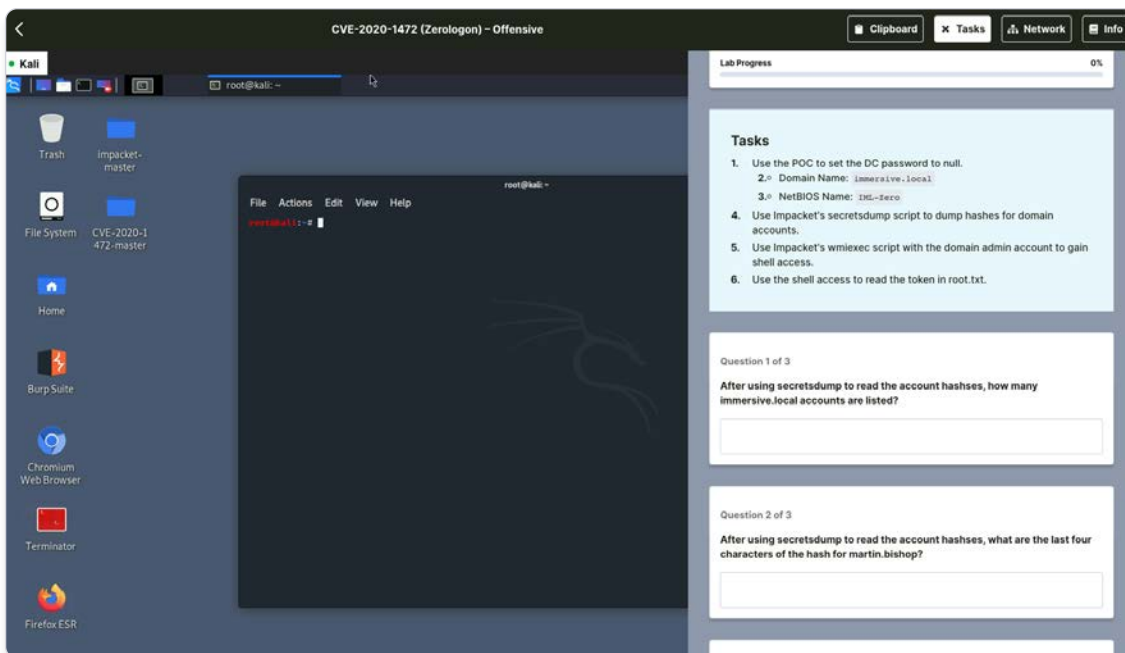 CVE-2020-1472 (Zerologon) – Offensive
Clipboard
Tasks
Network
Info
Kali
root@kali: ~
Trash
impacket-
master
File System
CVE-2020-1
472-master
Home
Burp Suite
Chromium
Web Browser
Terminator
Firefox ESR
root@kali: ~
File Actions Edit View Help
root@kali:~#
Lab Progress 0%
Tasks
1. Use the POC to set the DC password to null.
2. Domain Name: immersive.local
3. NetBIOS Name: IML-Zero
4. Use Impacket's secretsdump script to dump hashes for domain
accounts.
5. Use Impacket's wmiexec script with the domain admin account to gain
shell access.
6. Use the shell access to read the token in root.txt.
Question 1 of 3
After using secretsdump to read the account hashses, how many
immersive.local accounts are listed?
Question 2 of 3
After using secretsdump to read the account hashses, what are the last four
characters of the hash for martin.bishop?